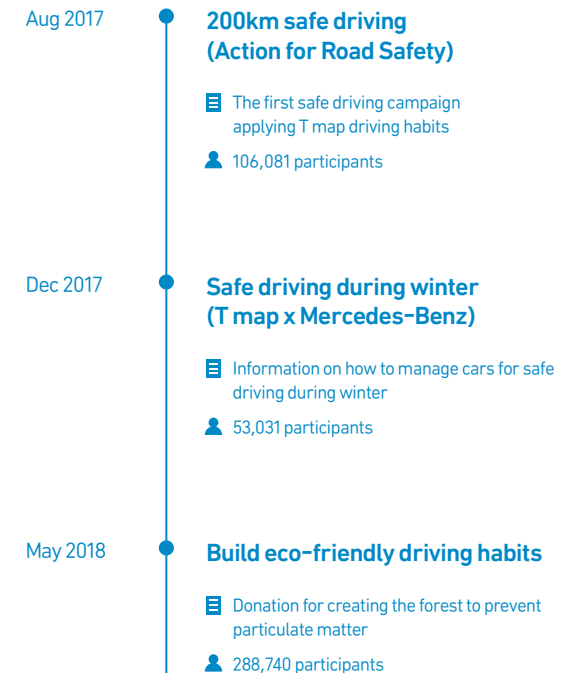 Aug 2017
200km safe driving
(Action for Road Safety)
The first safe driving campaign
applying T map driving habits
106,081 participants
Dec 2017
Safe driving during winter
(T map x Mercedes-Benz)
Information on how to manage cars for safe
driving during winter
53,031 participants
May 2018
Build eco-friendly driving habits
Donation for creating the forest to prevent
particulate matter
288,740 participants